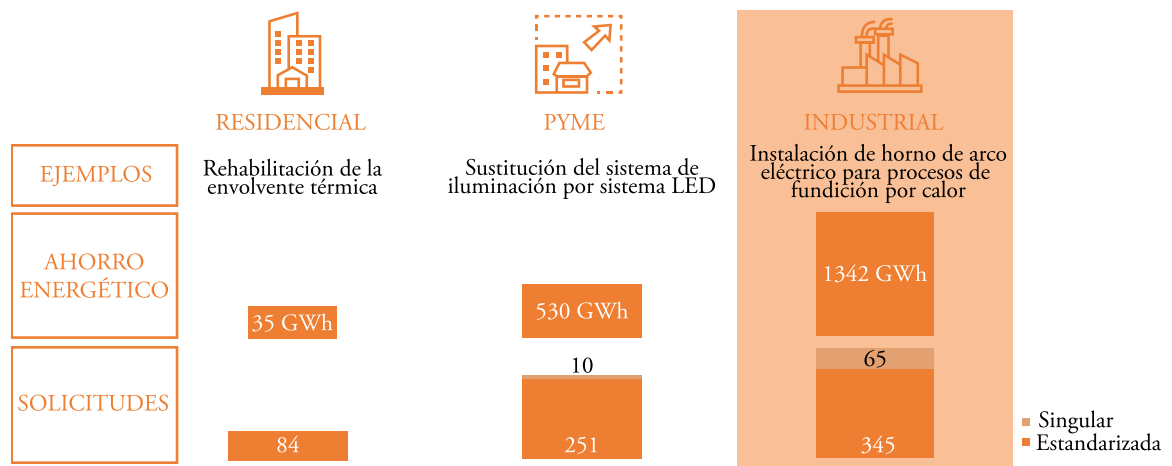 RESIDENCIAL
PYME
INDUSTRIAL
EJEMPLOS
Rehabilitación de la
envolvente térmica
Sustitución del sistema de
iluminación por sistema LED
Instalación de horno de arco
eléctrico para procesos de
fundición por calor
AHORRO
ENERGÉTICO
35 GWh
530 GWh
1342 GWh
SOLICITUDES
84
10
251
65
345
Singular
Estandarizada